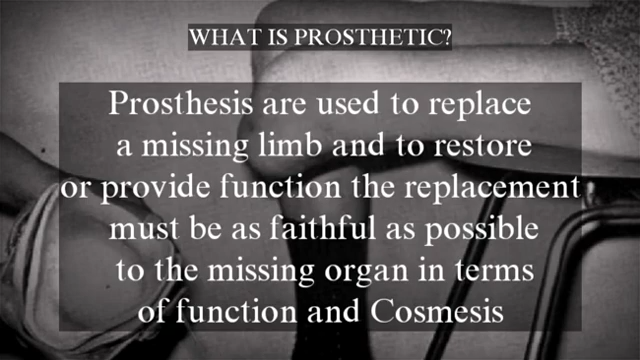 WHAT IS PROSTHETIC?
Prosthesis are used to replace
a missing limb and to restore
or provide function the replacement
must be as faithful as possible
to the missing organ in terms
of function and Cosmesis